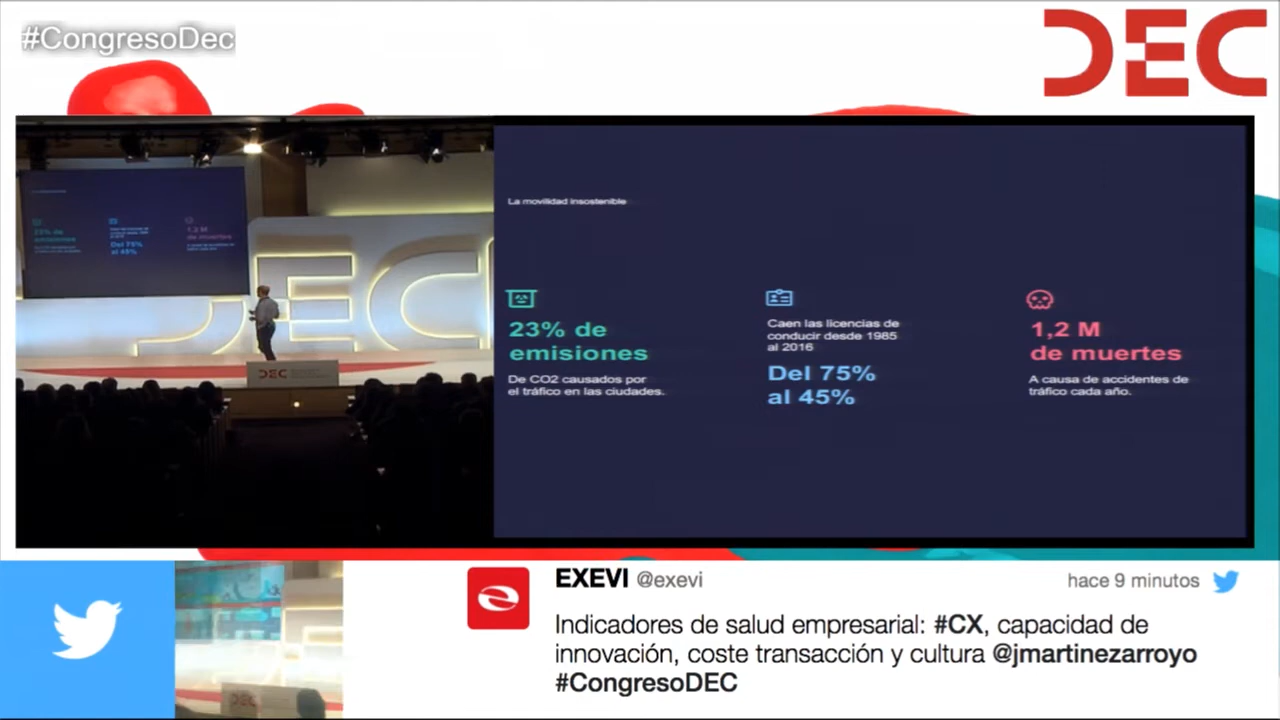 #CongresoDec
DEC
La movilidad insostenible
23% de
emisiones
De CO2 causados por
el tráfico en las ciudades.
Caen las licencias de
conducir desde 1985
al 2016
Del 75%
al 45%
1,2 M
de muertes
A causa de accidentes de
tráfico cada año.
DEC
DEC
EXEVI @exevi
hace 9 minutos
Indicadores de salud empresarial: #CX, capacidad de
innovación, coste transacción y cultura @jmartinezarroyo
#CongresoDEC